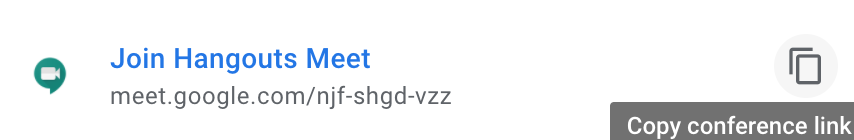 Join Hangouts Meet
meet.google.com/njf-shgd-vzz
Copy conference link